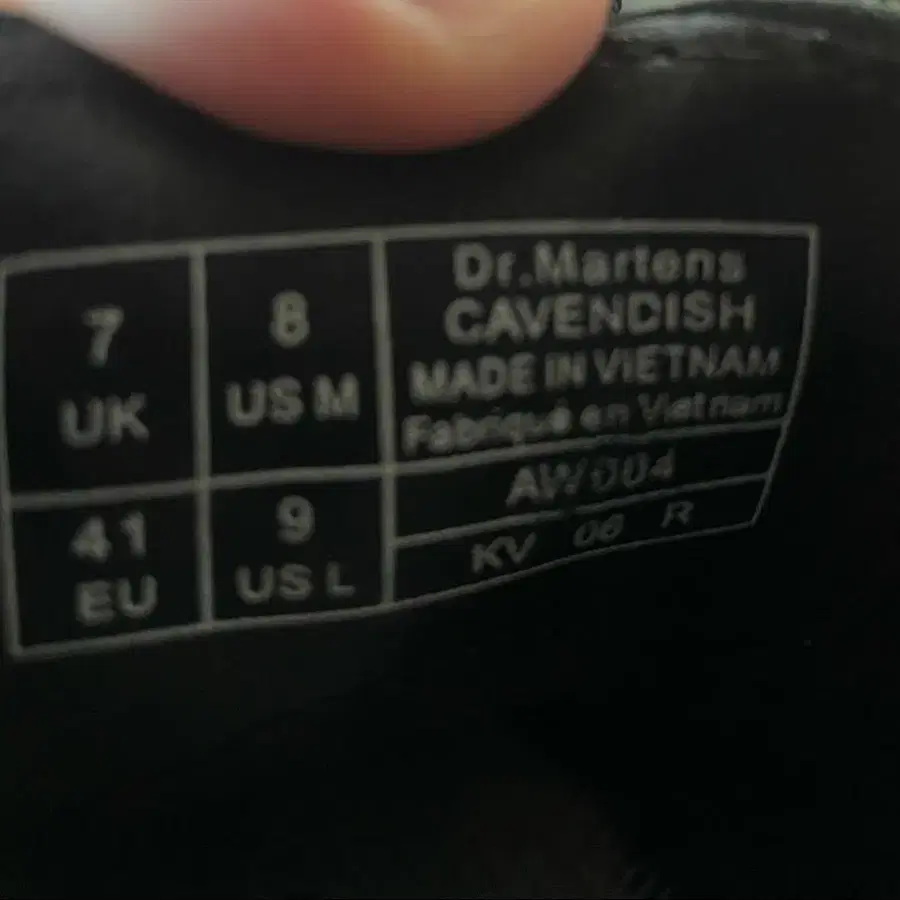 7
UK
8
US M
41
EU
9
US L
Dr.Martens
CAVENDISH
MADE IN VIETNAM
Fabriqué en Vietnam
AW004
KV 06 R